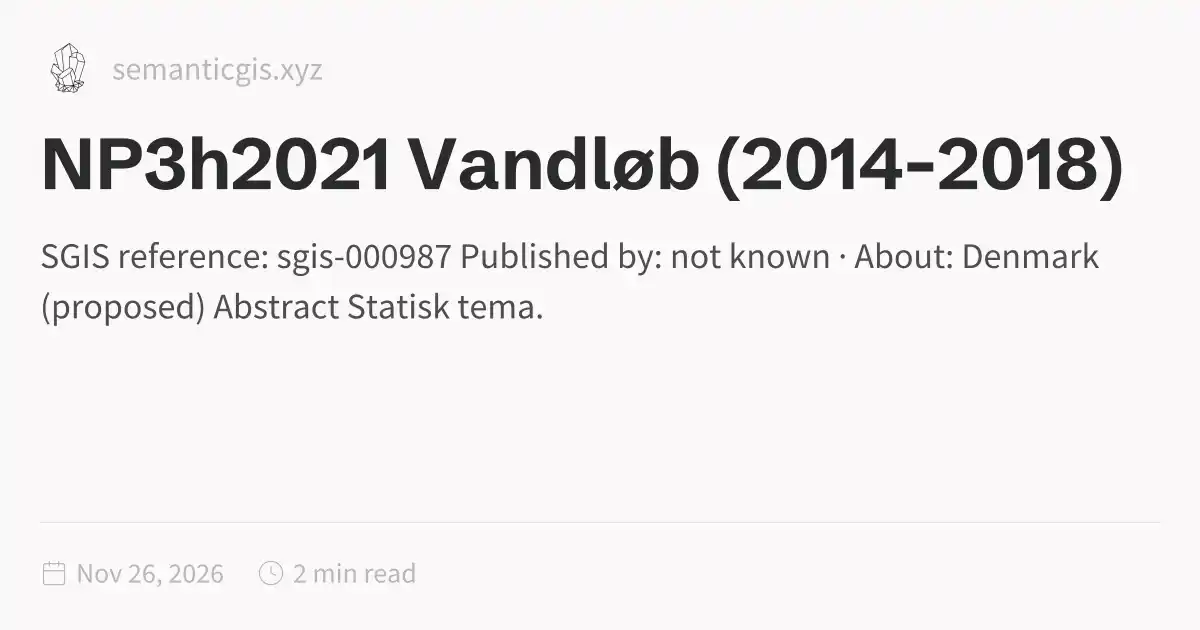 semanticgis.xyz
NP3h2021 Vandløb (2014-2018)
SGIS reference: sgis-000987 Published by: not known · About: Denmark
(proposed) Abstract Statisk tema.
Nov 26, 2026 2 min read